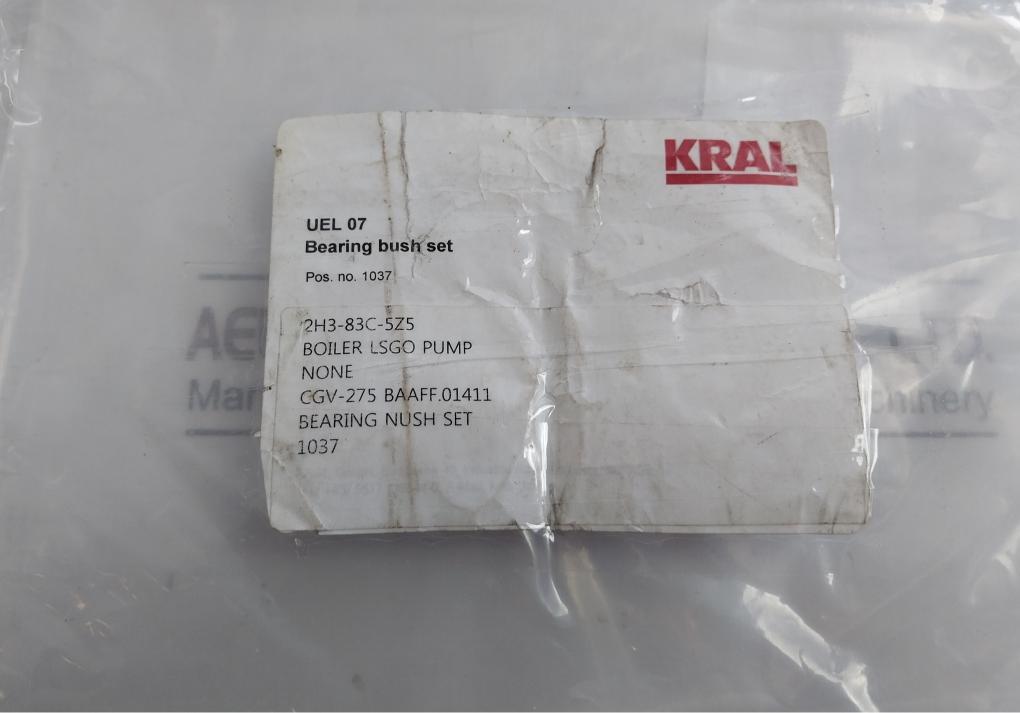 KRAL
UEL 07
Bearing bush set
Pos. no. 1037
2H3-83C-5Z5
BOILER LSGO PUMP
NONE
CGV-275 BAAFF.01411
BEARING NUSH SET
1037